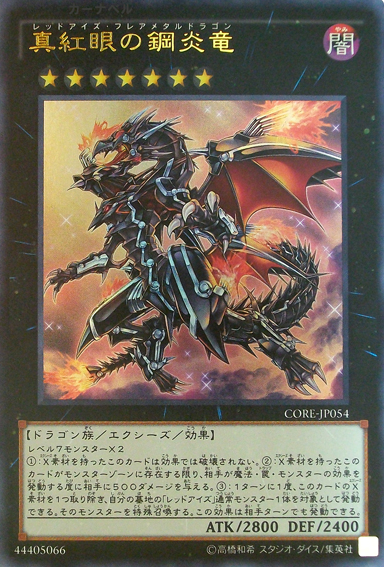 カーナベル
レッドアイズ・フレアメタルドラゴン
真紅眼の鋼炎竜
やみ
闇
CORE-JP054
【ドラゴン族／エクシーズ／効果】
レベル7モンスター×2
①：X素材を持ったこのカードは効果では破壊されない。②：X素材を持ったこの
カードがモンスターゾーンに存在する限り、相手が魔法・罠・モンスターの効果を
発動する度に相手に500ダメージを与える。③：1ターンに1度、このカードのX
素材を1つ取り除き、自分の墓地の「レッドアイズ」通常モンスター1体を対象として発動
できる。そのモンスターを特殊召喚する。この効果は相手ターンでも発動できる。
ATK/2800 DEF/2400
44405066
©高橋和希 スタジオ・ダイス/集英社